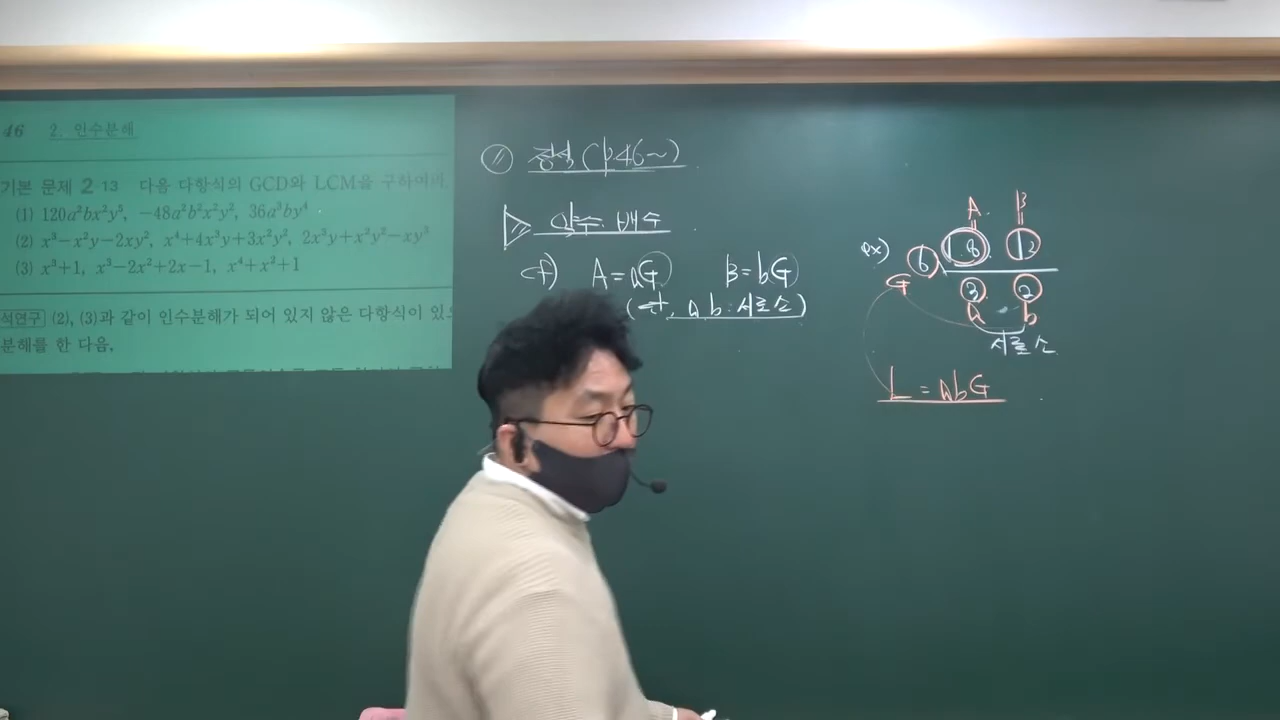 46 2. 인수분해
기본 문제 2 13 다음 다항식의 GCD와 LCM을 구하여라.
(1) 120a²bx²y⁵, −48a²b²x²y², 36a³by⁴
(2) x³−x²y−2xy², x⁴+4x³y+3x²y², 2x³y+x²y²−xy³
(3) x³+1, x³−2x²+2x−1, x⁴+x²+1
석연구 (2), (3)과 같이 인수분해가 되어 있지 않은 다항식이 있으
분해를 한 다음,
정석 (p46~)
약수. 배수
cf) A=aG B=bG
(단, a, b : 서로소)
A B
ex) 6 18 12
G 3 2
a b
서로소
L = abG